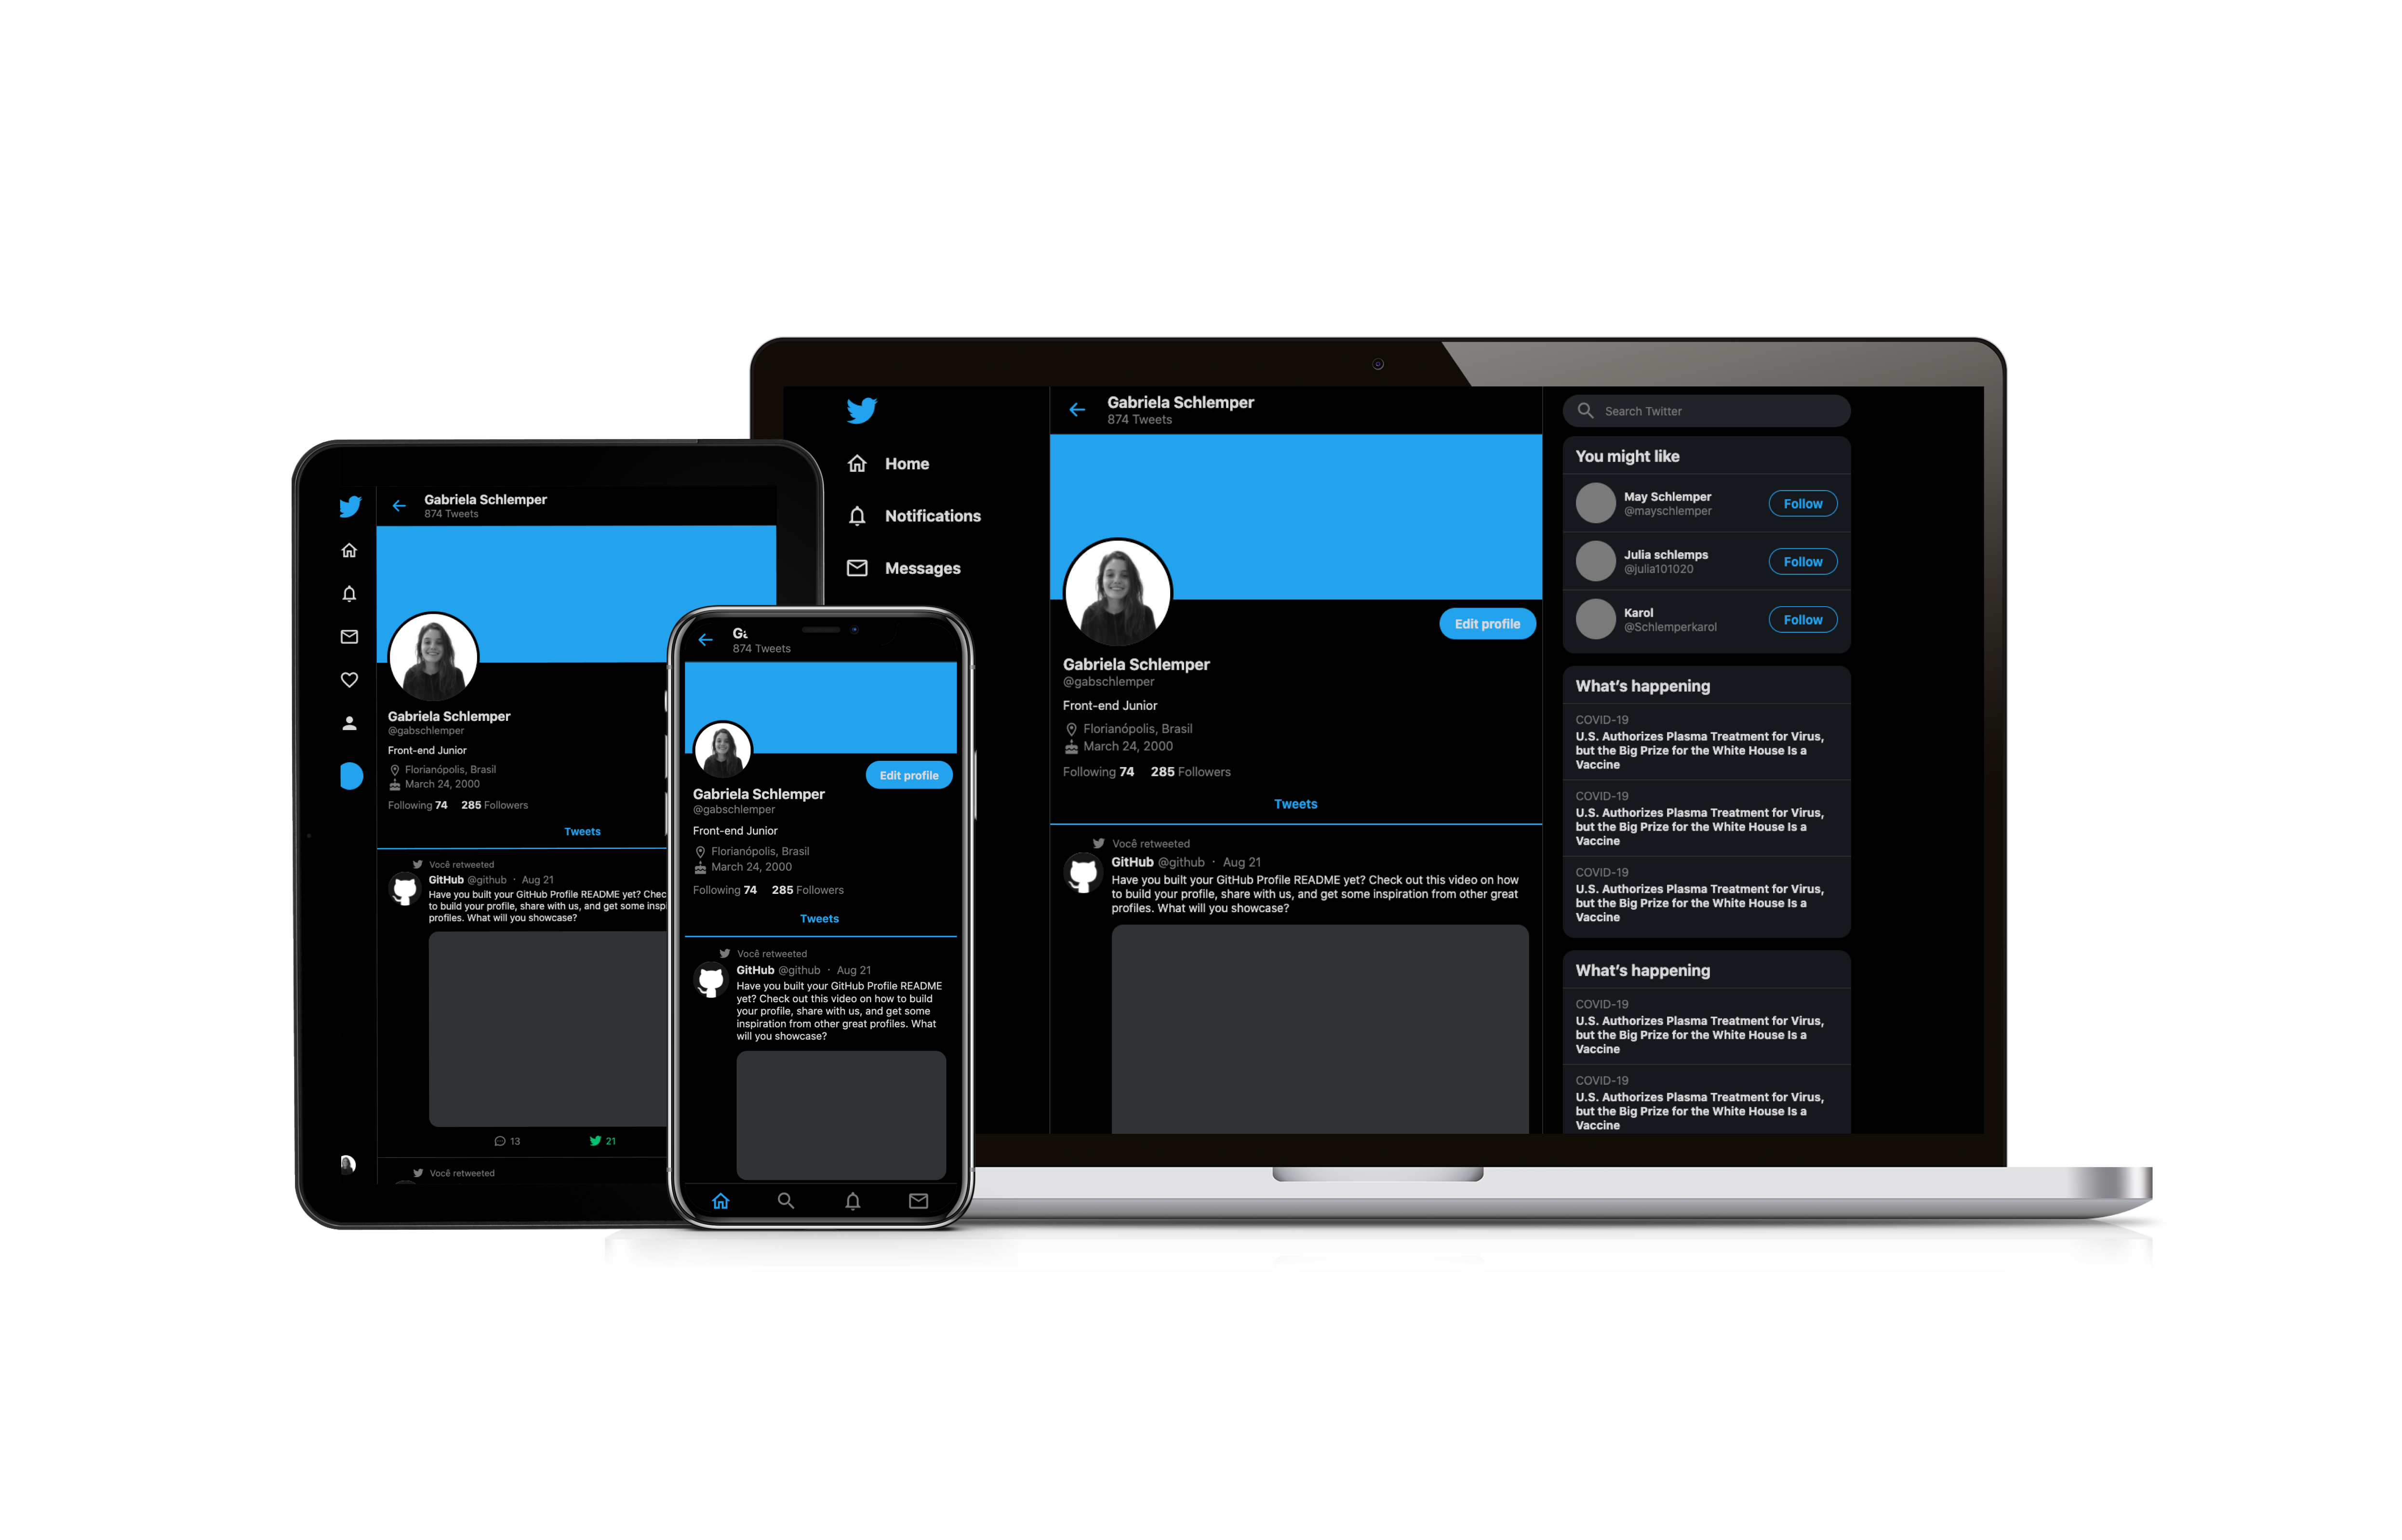 Gabriela Schlemper
874 Tweets
Gabriela Schlemper
@gabschlemper
Front-end Junior
Florianópolis, Brasil
March 24, 2000
Following 74 285 Followers
Tweets
Você retweeted
GitHub @github · Aug 21
Have you built your GitHub Profile README yet? Chec
to build your profile, share with us, and get some insp
profiles. What will you showcase?
13 21
Você retweeted
874 Tweets
Edit profile
Gabriela Schlemper
@gabschlemper
Front-end Junior
Florianópolis, Brasil
March 24, 2000
Following 74 285 Followers
Tweets
Você retweeted
GitHub @github · Aug 21
Have you built your GitHub Profile README
yet? Check out this video on how to build
your profile, share with us, and get some
inspiration from other great profiles. What
will you showcase?
Home
Notifications
Messages
Gabriela Schlemper
874 Tweets
Edit profile
Gabriela Schlemper
@gabschlemper
Front-end Junior
Florianópolis, Brasil
March 24, 2000
Following 74 285 Followers
Tweets
Você retweeted
GitHub @github · Aug 21
Have you built your GitHub Profile README yet? Check out this video on how
to build your profile, share with us, and get some inspiration from other great
profiles. What will you showcase?
Search Twitter
You might like
May Schlemper
@mayschlemper
Follow
Julia schlemps
@julia101020
Follow
Karol
@Schlemperkarol
Follow
What's happening
COVID-19
U.S. Authorizes Plasma Treatment for Virus,
but the Big Prize for the White House Is a
Vaccine
COVID-19
U.S. Authorizes Plasma Treatment for Virus,
but the Big Prize for the White House Is a
Vaccine
COVID-19
U.S. Authorizes Plasma Treatment for Virus,
but the Big Prize for the White House Is a
Vaccine
What's happening
COVID-19
U.S. Authorizes Plasma Treatment for Virus,
but the Big Prize for the White House Is a
Vaccine
COVID-19
U.S. Authorizes Plasma Treatment for Virus,
but the Big Prize for the White House Is a
Vaccine